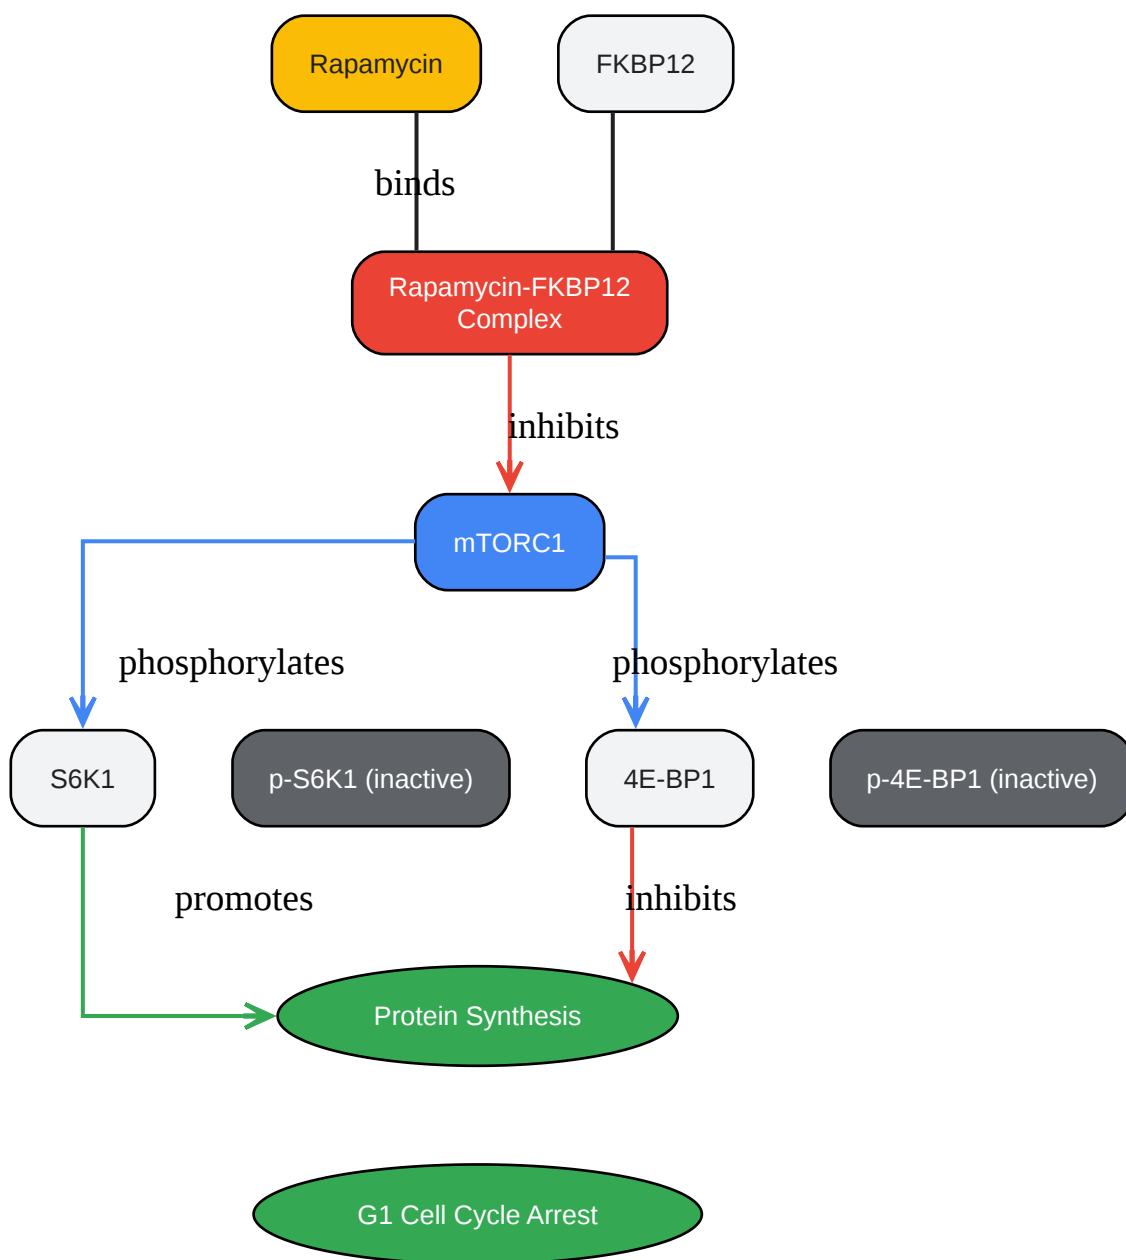 Rapamycin
FKBP12
binds
Rapamycin-FKBP12
Complex
inhibits
mTORC1
phosphorylates
phosphorylates
S6K1
p-S6K1 (inactive)
4E-BP1
p-4E-BP1 (inactive)
promotes
inhibits
Protein Synthesis
G1 Cell Cycle Arrest